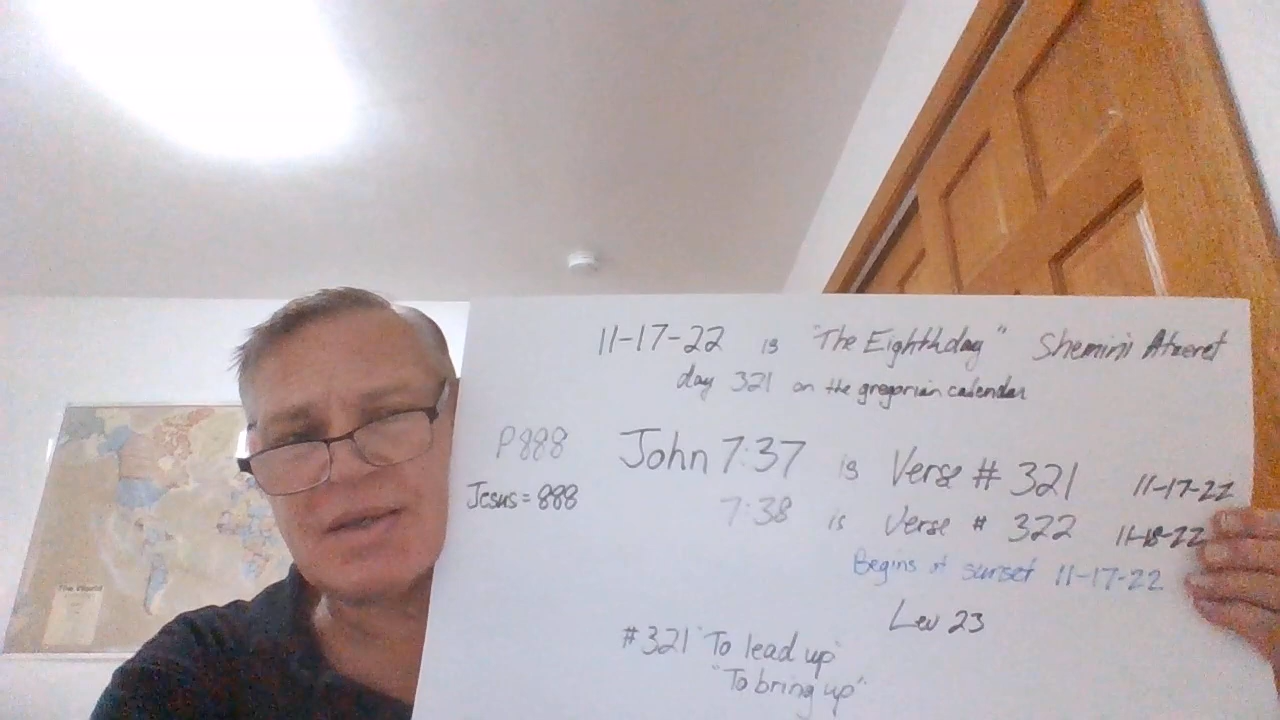 11-17-22 is "The Eighthday" Shemini Atzeret
day 321 on the gregorian calendar
P888
John 7:37 is Verse # 321 11-17-22
Jesus = 888
7:38 is Verse # 322 11-18-22
Begins at sunset 11-17-22
Lev 23
#321 "To lead up"
"To bring up"
The World